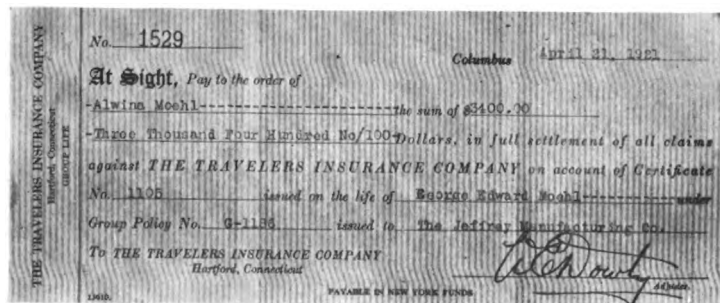 THE TRAVELERS INSURANCE COMPANY
Hartford, Connecticut
GROUP LIFE
No. 1529
Columbus April 21, 1921
At Sight, Pay to the order of
-Alwina Moehl- the sum of $3400.00
-Three Thousand Four Hundred No/100-Dollars, in full settlement of all claims
against THE TRAVELERS INSURANCE COMPANY on account of Certificate
No. 1105 issued on the life of George Edward Moehl- under
Group Policy No. issued to The Jeffrey Manufacturing Co.
To THE TRAVELERS INSURANCE COMPANY
Hartford, Connecticut
Adjuster.
PAYABLE IN NEW YORK FUNDS